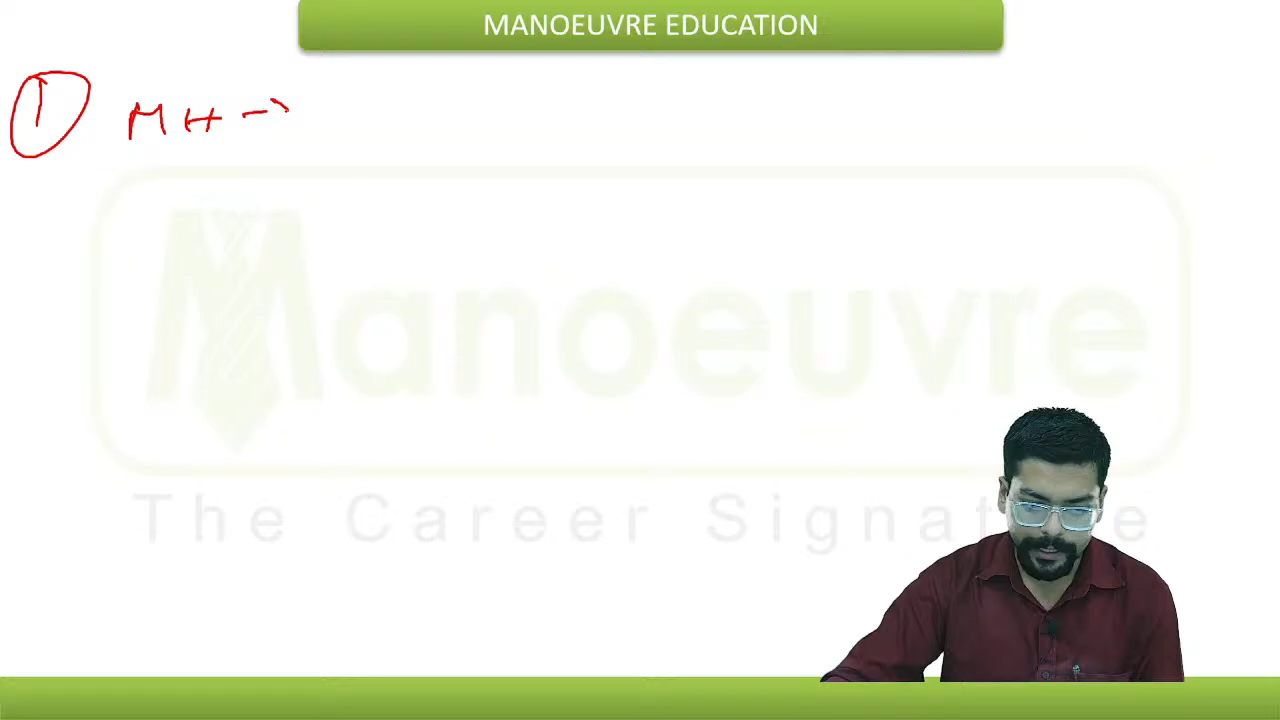 MANOEUVRE EDUCATION
① MH →
Manoeuvre
The Career Signature